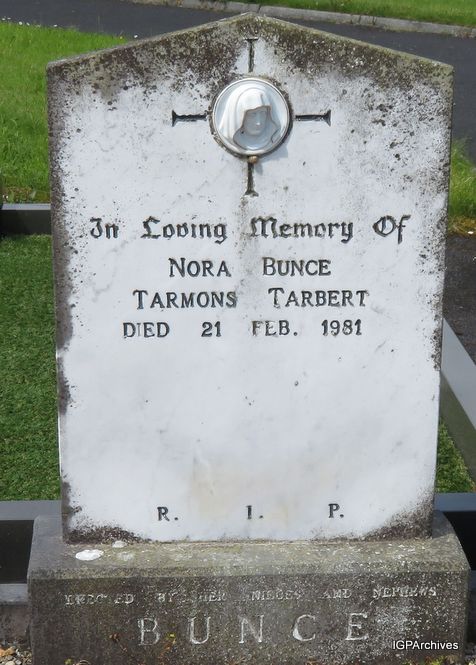 In Loving Memory Of
NORA BUNCE
TARMONS TARBERT
DIED 21 FEB. 1981
R. I. P.
ERECTED BY HER NIECES AND NEPHEWS
BUNCE
IGPArchives